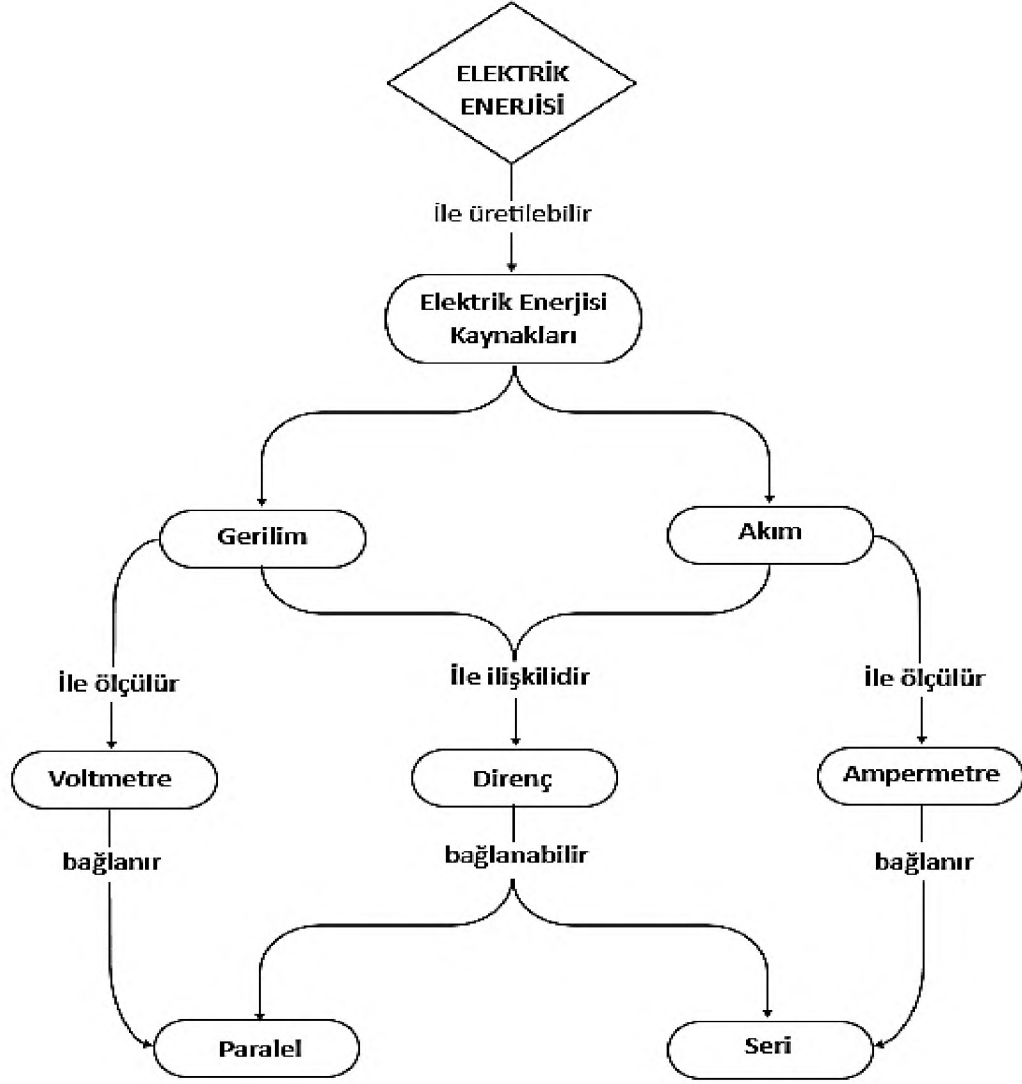 ELEKTRİK
ENERJİSİ
İle üretilebilir
Elektrik Enerjisi
Kaynakları
Gerilim
Akım
İle ölçülür
İle ilişkilidir
İle ölçülür
Voltmetre
Direnç
Ampermetre
bağlanır
bağlanabilir
bağlanır
Paralel
Seri